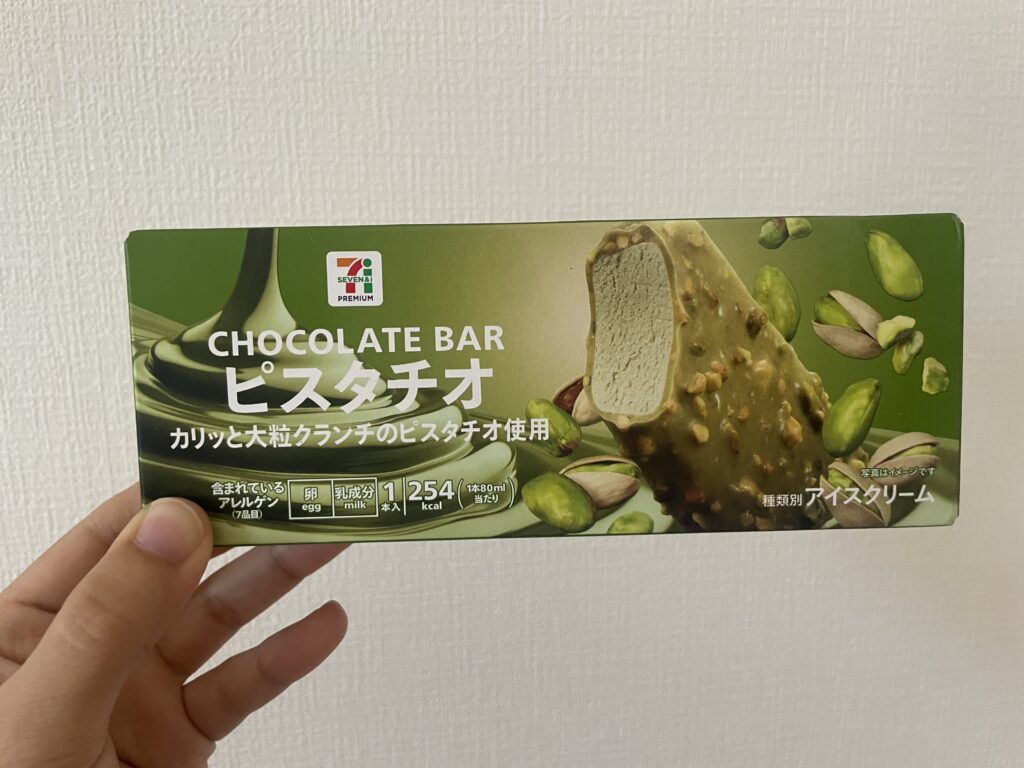 SEVEN&i
PREMIUM
CHOCOLATE BAR
ピスタチオ
カリッと大粒クランチのピスタチオ使用
含まれている
アレルゲン
(7品目)
卵
egg
乳成分
milk
1
本入
254
kcal
(1本80ml
当たり)
写真はイメージです
種類別 アイスクリーム